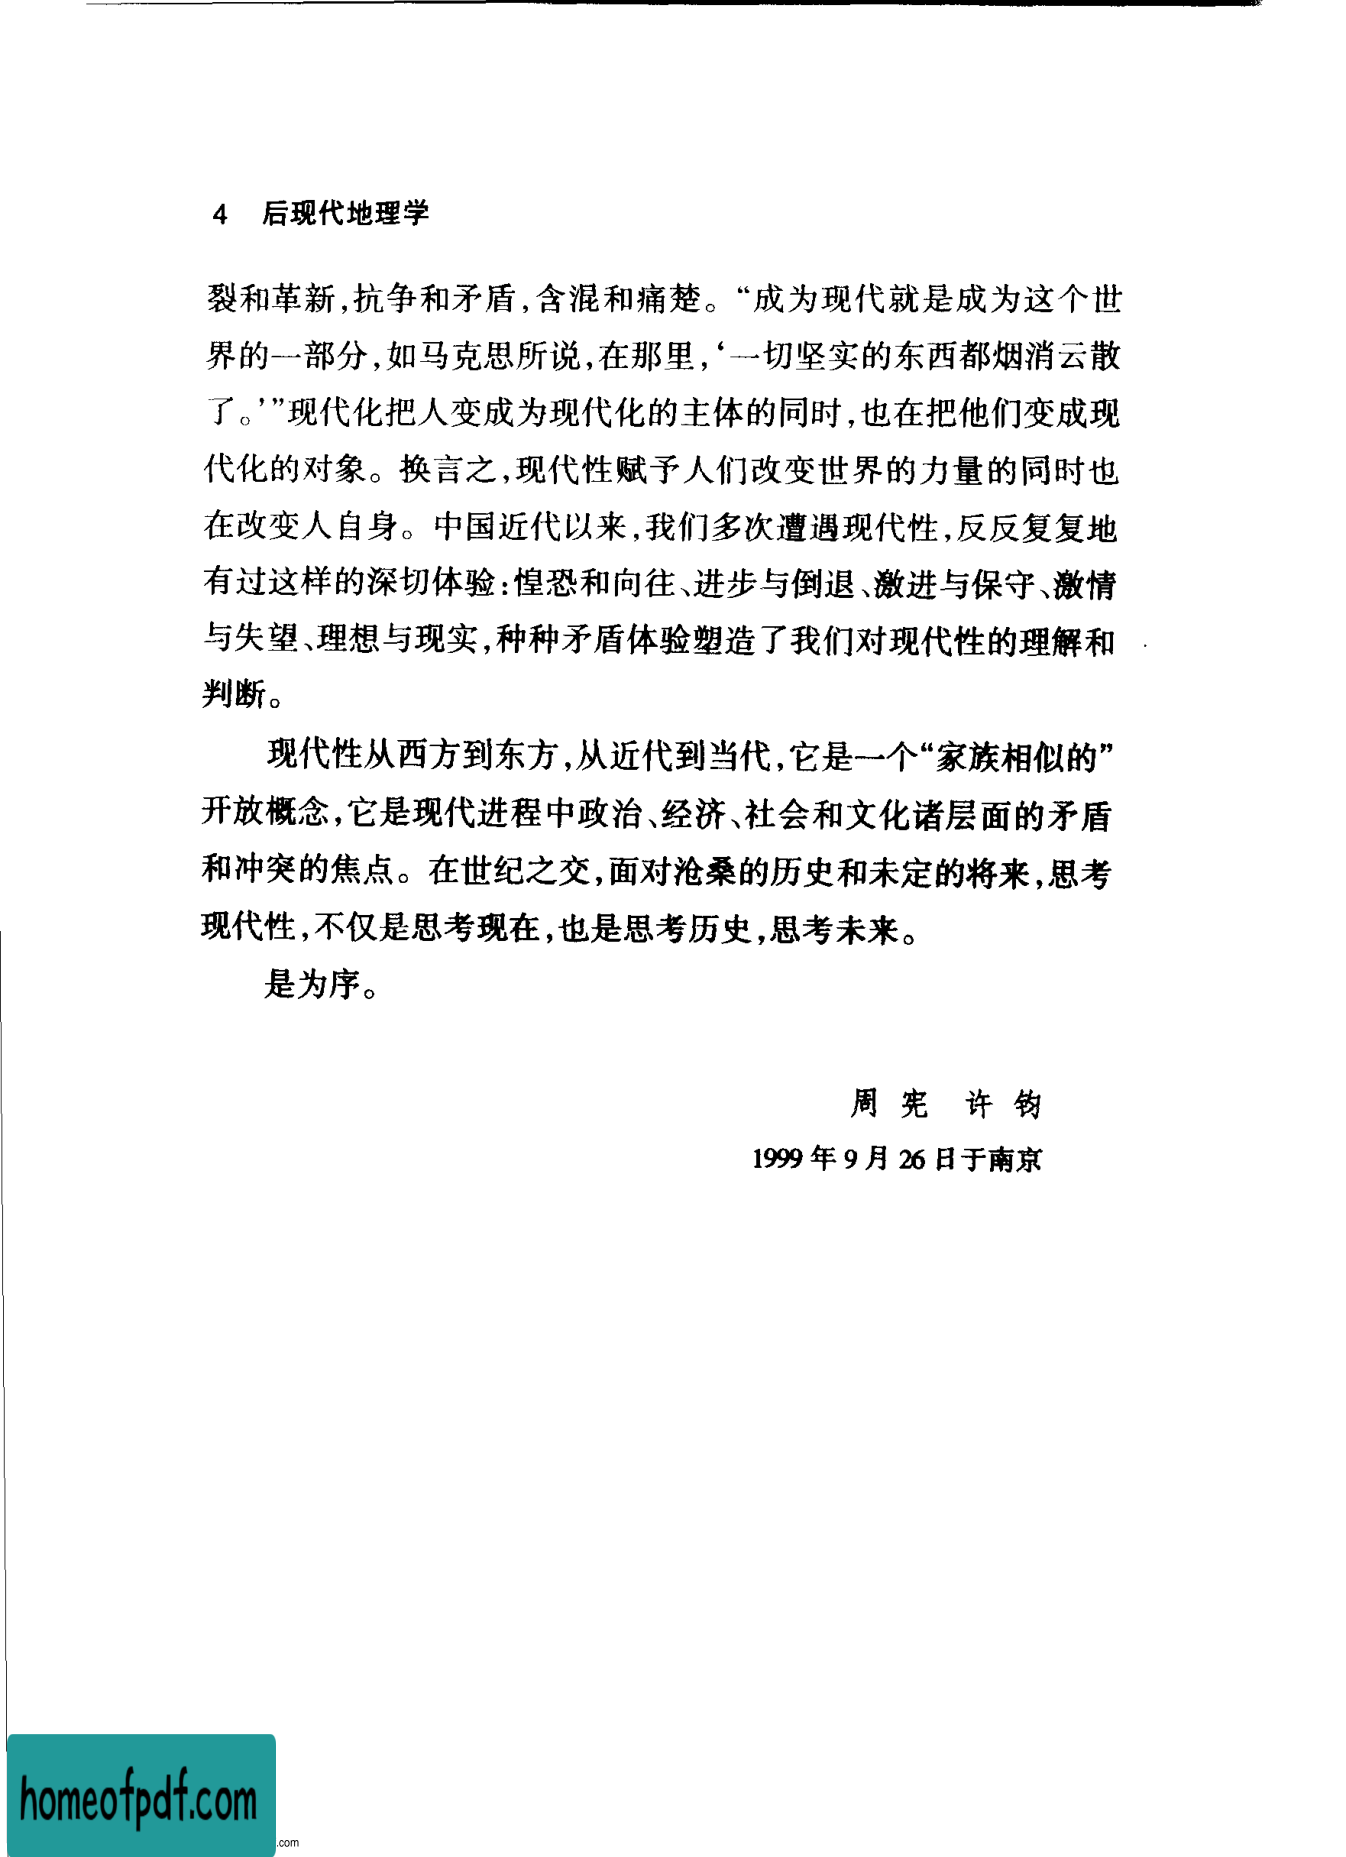 4 后现代地理学
裂和革新,抗争和矛盾,含混和痛楚。“成为现代就是成为这个世
界的一部分,如马克思所说,在那里,‘一切坚实的东西都烟消云散
了。’”现代化把人变成为现代化的主体的同时,也在把他们变成现
代化的对象。换言之,现代性赋予人们改变世界的力量的同时也
在改变人自身。中国近代以来,我们多次遭遇现代性,反反复复地
有过这样的深切体验:惶恐和向往、进步与倒退、激进与保守、激情
与失望、理想与现实,种种矛盾体验塑造了我们对现代性的理解和
判断。
现代性从西方到东方,从近代到当代,它是一个“家族相似的”
开放概念,它是现代进程中政治、经济、社会和文化诸层面的矛盾
和冲突的焦点。在世纪之交,面对沧桑的历史和未定的将来,思考
现代性,不仅是思考现在,也是思考历史,思考未来。
是为序。
周宪 许钧
1999年9月26日于南京
homeofpdf.com
.com